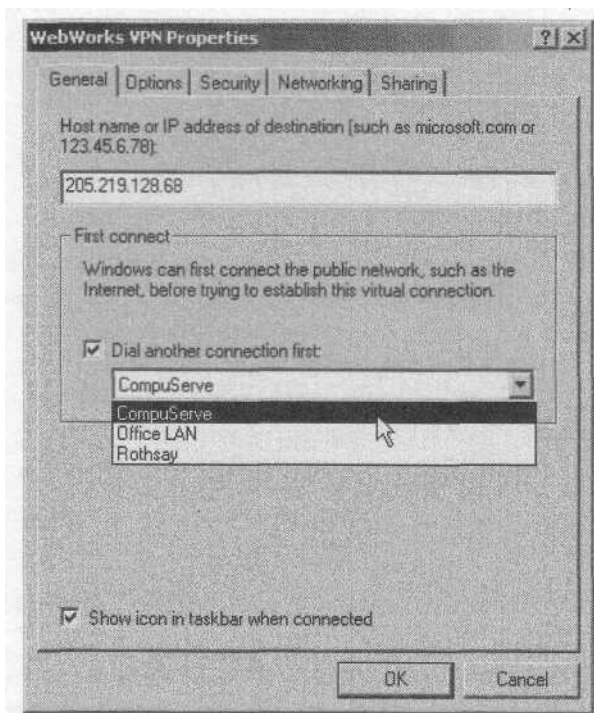 WebWorks VPN Properties
General Options Security Networking Sharing
Host name or IP address of destination (such as microsoft.com or
123.45.6.78):
205.219.128.68
First connect
Windows can first connect the public network, such as the
Internet, before trying to establish this virtual connection.
Dial another connection first:
CompuServe
CompuServe
Office LAN
Rothsay
Show icon in taskbar when connected
OK Cancel